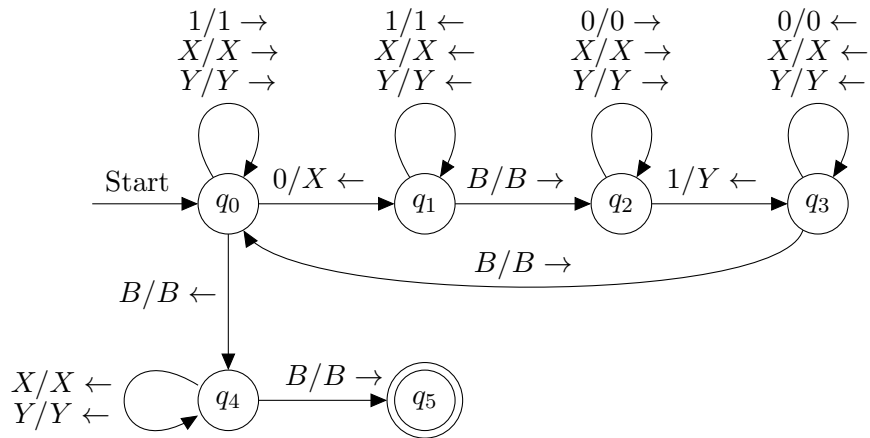 1/1 → 1/1 ← 0/0 → 0/0 ←
X/X → X/X ← X/X → X/X ←
Y/Y → Y/Y ← Y/Y → Y/Y ←
Start q₀ 0/X ← q₁ B/B → q₂ 1/Y ← q₃
B/B →
B/B ←
X/X ←
Y/Y ←
q₄ B/B → q₅